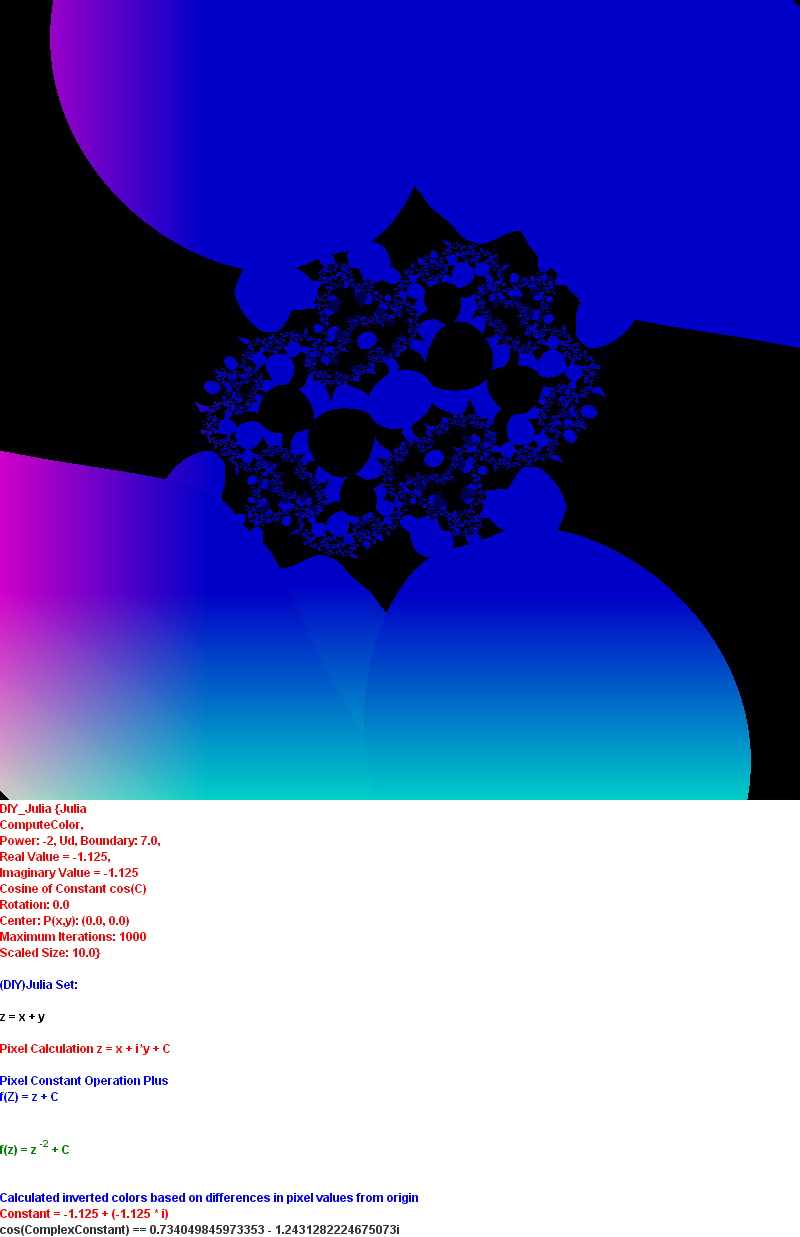 DIY_Julia {Julia
ComputeColor,
Power: -2, Ud, Boundary: 7.0,
Real Value = -1.125,
Imaginary Value = -1.125
Cosine of Constant cos(C)
Rotation: 0.0
Center: P(x,y): (0.0, 0.0)
Maximum Iterations: 1000
Scaled Size: 10.0}
(DIY)Julia Set:
z = x + y
Pixel Calculation z = x + i*y + C
Pixel Constant Operation Plus
f(Z) = z + C
f(z) = z -2 + C
Calculated inverted colors based on differences in pixel values from origin
Constant = -1.125 + (-1.125 * i)
cos(ComplexConstant) == 0.734049845973353 - 1.2431282224675073i